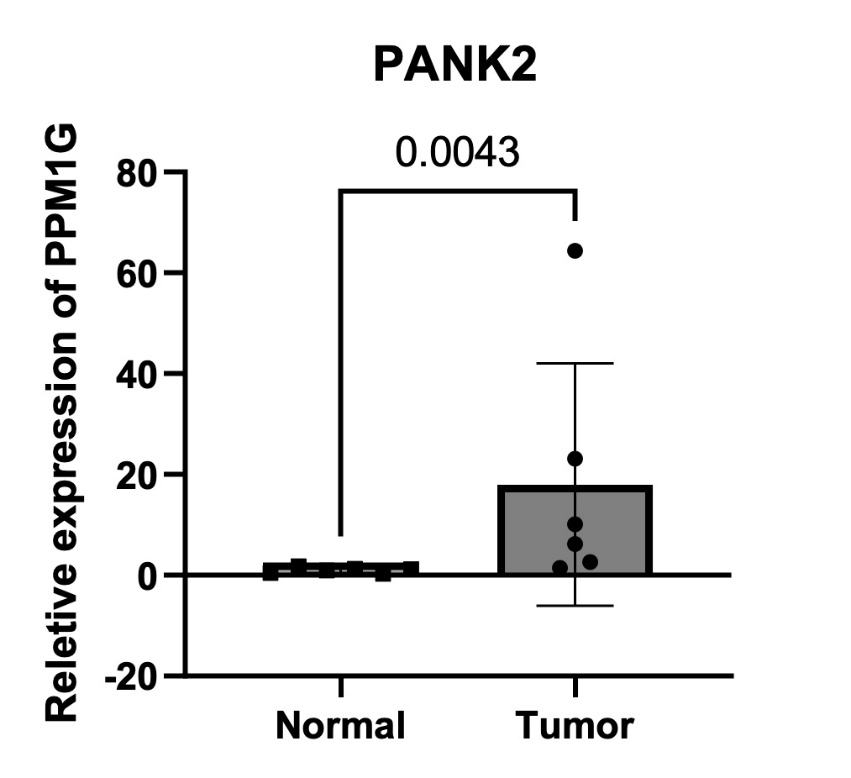 PANK2
0.0043
Reletive expression of PPM1G
80
60
40
20
0
-20
Normal
Tumor